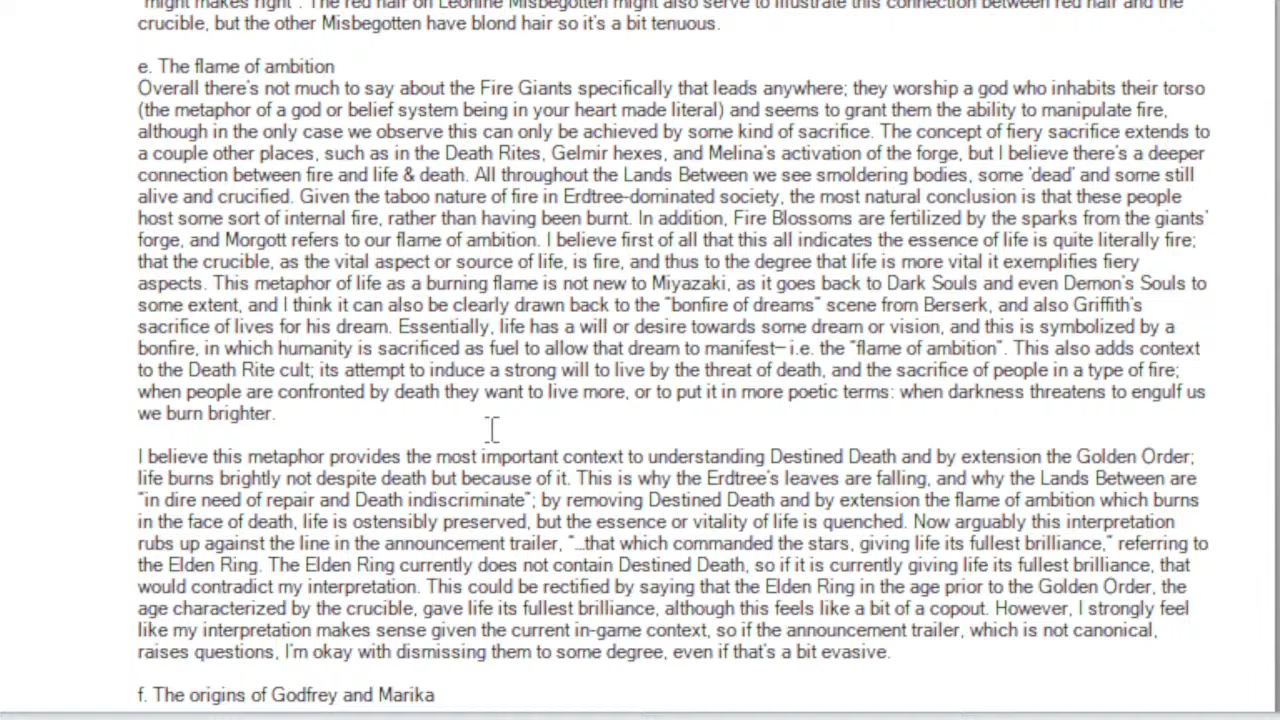 "might makes right". The red hair on Leonine Misbegotten might also serve to illustrate this connection between red hair and the
crucible, but the other Misbegotten have blond hair so it's a bit tenuous.
e. The flame of ambition
Overall there's not much to say about the Fire Giants specifically that leads anywhere; they worship a god who inhabits their torso
(the metaphor of a god or belief system being in your heart made literal) and seems to grant them the ability to manipulate fire,
although in the only case we observe this can only be achieved by some kind of sacrifice. The concept of fiery sacrifice extends to
a couple other places, such as in the Death Rites, Gelmir hexes, and Melina's activation of the forge, but I believe there's a deeper
connection between fire and life & death. All throughout the Lands Between we see smoldering bodies, some 'dead' and some still
alive and crucified. Given the taboo nature of fire in Erdtree-dominated society, the most natural conclusion is that these people
host some sort of internal fire, rather than having been burnt. In addition, Fire Blossoms are fertilized by the sparks from the giants'
forge, and Morgott refers to our flame of ambition. I believe first of all that this all indicates the essence of life is quite literally fire;
that the crucible, as the vital aspect or source of life, is fire, and thus to the degree that life is more vital it exemplifies fiery
aspects. This metaphor of life as a burning flame is not new to Miyazaki, as it goes back to Dark Souls and even Demon's Souls to
some extent, and I think it can also be clearly drawn back to the "bonfire of dreams" scene from Berserk, and also Griffith's
sacrifice of lives for his dream. Essentially, life has a will or desire towards some dream or vision, and this is symbolized by a
bonfire, in which humanity is sacrificed as fuel to allow that dream to manifest–i.e. the "flame of ambition". This also adds context
to the Death Rite cult; its attempt to induce a strong will to live by the threat of death, and the sacrifice of people in a type of fire;
when people are confronted by death they want to live more, or to put it in more poetic terms: when darkness threatens to engulf us
we burn brighter.
I believe this metaphor provides the most important context to understanding Destined Death and by extension the Golden Order;
life burns brightly not despite death but because of it. This is why the Erdtree's leaves are falling, and why the Lands Between are
"in dire need of repair and Death indiscriminate"; by removing Destined Death and by extension the flame of ambition which burns
in the face of death, life is ostensibly preserved, but the essence or vitality of life is quenched. Now arguably this interpretation
rubs up against the line in the announcement trailer, "...that which commanded the stars, giving life its fullest brilliance," referring to
the Elden Ring. The Elden Ring currently does not contain Destined Death, so if it is currently giving life its fullest brilliance, that
would contradict my interpretation. This could be rectified by saying that the Elden Ring in the age prior to the Golden Order, the
age characterized by the crucible, gave life its fullest brilliance, although this feels like a bit of a copout. However, I strongly feel
like my interpretation makes sense given the current in-game context, so if the announcement trailer, which is not canonical,
raises questions, I'm okay with dismissing them to some degree, even if that's a bit evasive.
f. The origins of Godfrey and Marika